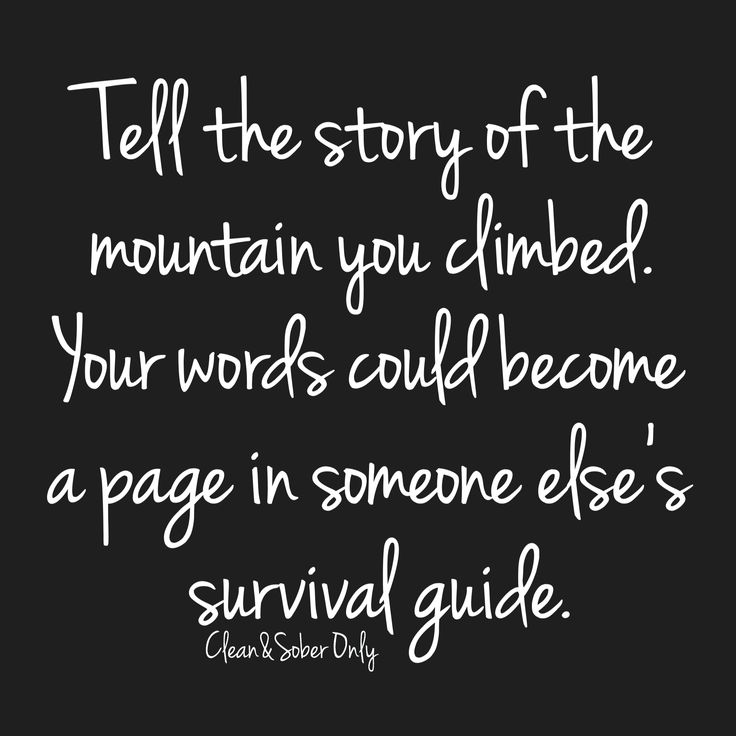 Tell the story of the
mountain you climbed.
Your words could become
a page in someone else's
survival guide.
Clean & Sober Only